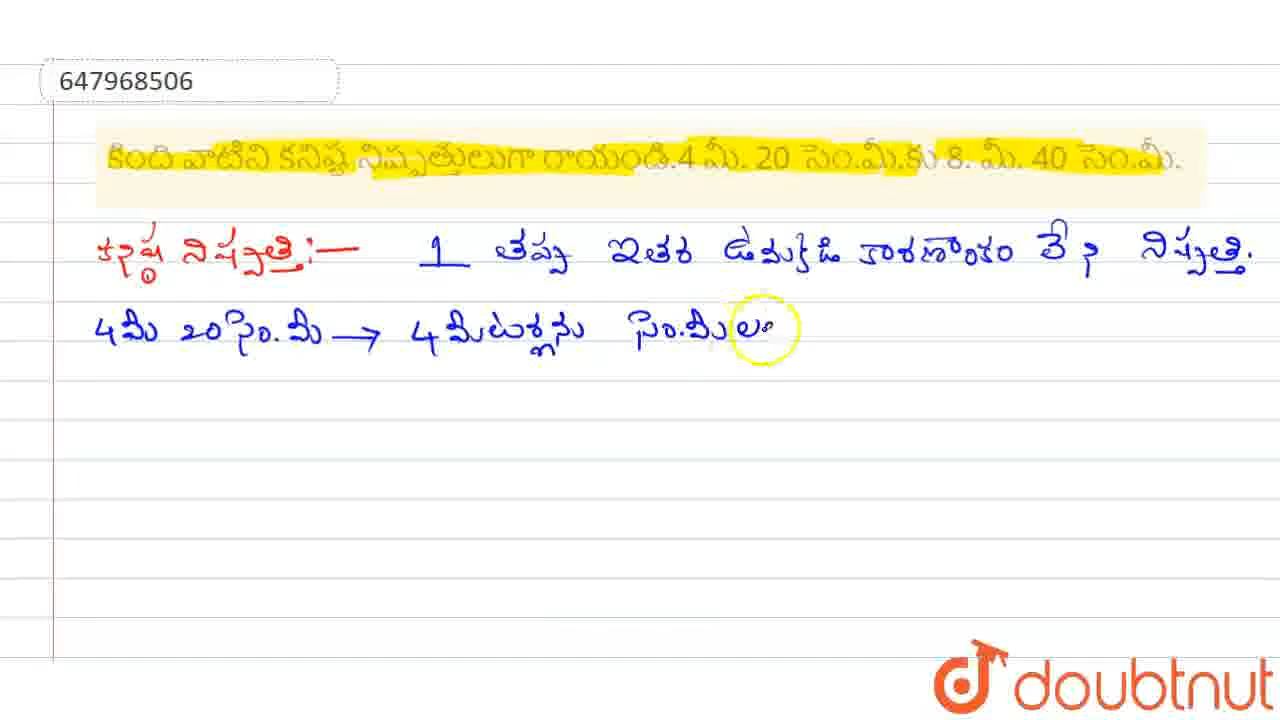 647968506
కింది వాటిని కనిష్ట నిష్పత్తులుగా రాయండి.4 మీ. 20 సెం.మీ.కు 8. మీ. 40 సెం.మీ.
కనిష్ఠ నిష్పత్తి:- 1 తప్ప ఇతర ఉమ్మడి కారణాంకం లేని నిష్పత్తి.
4మీ 20సెం.మీ → 4మీటర్లను సెం.మీల
doubtnut